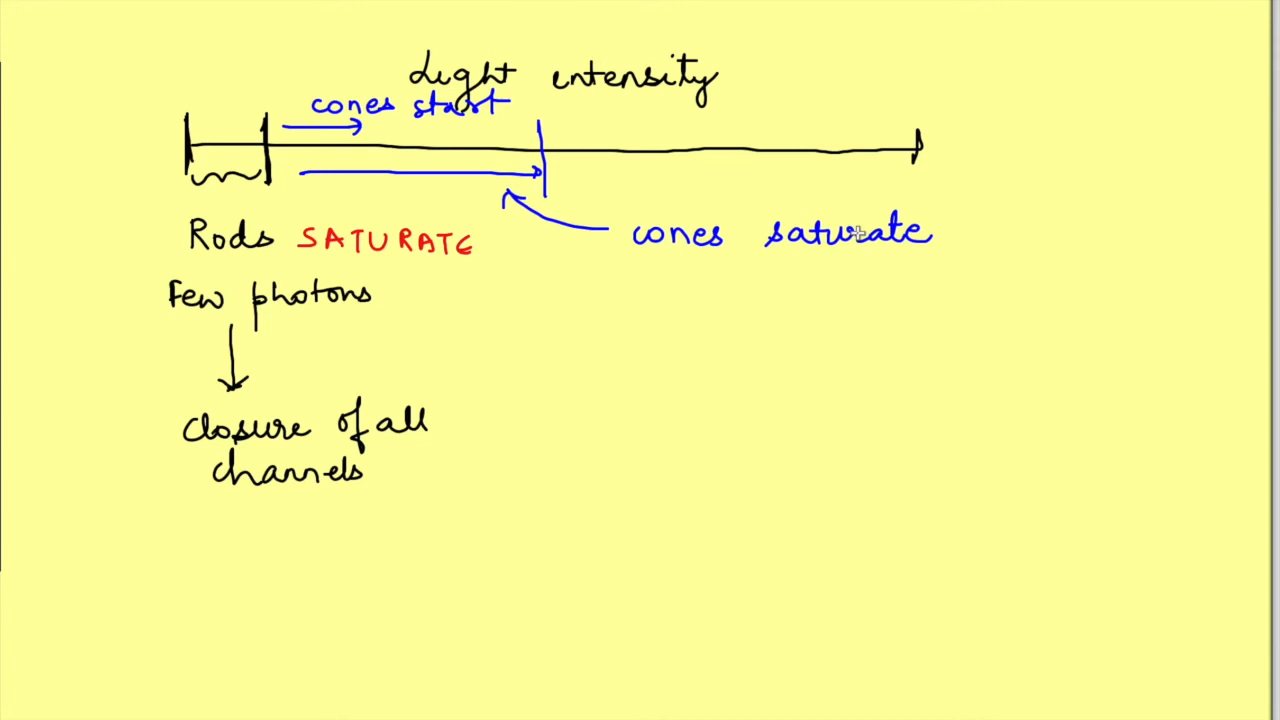 Light intensity
cones start
Rods SATURATE
cones saturate
Few photons
closure of all
channels